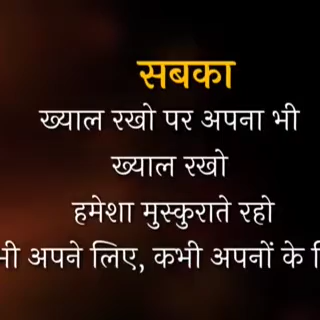 सबका
ख्याल रखो पर अपना भी
ख्याल रखो
हमेशा मुस्कुराते रहो
अपने लिए, कभी अपनों के